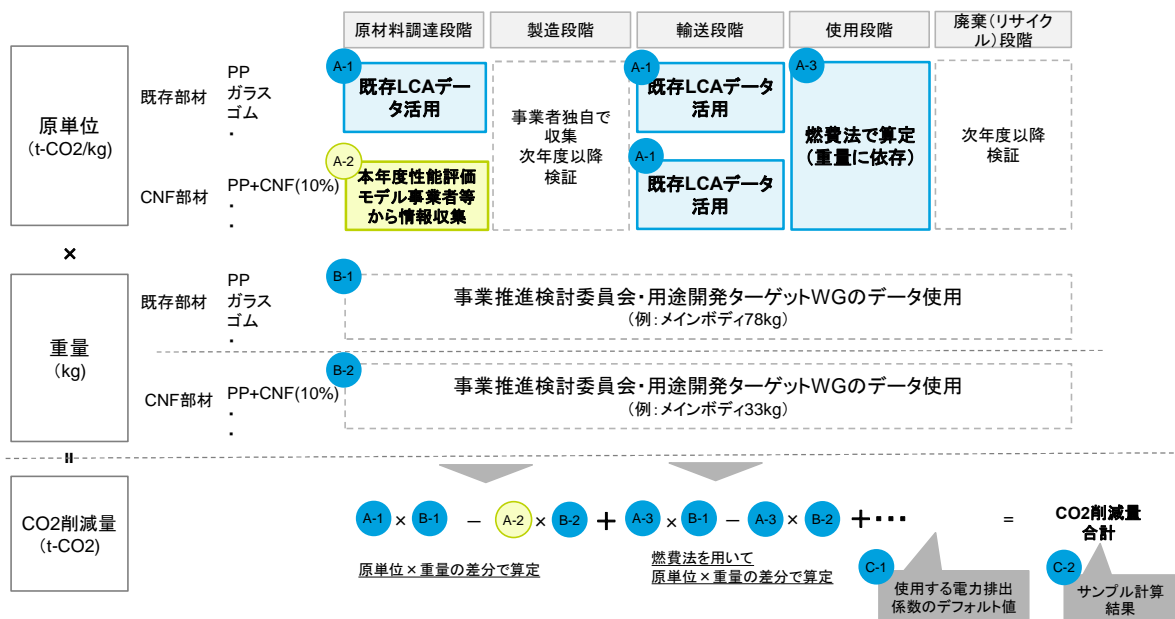 原材料調達段階
製造段階
輸送段階
使用段階
廃棄(リサイク
ル)段階
原単位
(t-CO2/kg)
既存部材
PP
ガラス
ゴム
・
A-1
既存LCAデー
タ活用
事業者独自で
収集
次年度以降
検証
A-1
既存LCAデータ
活用
A-3
燃費法で算定
(重量に依存)
次年度以降
検証
CNF部材
PP+CNF(10%)
・
・
A-2
本年度性能評価
モデル事業者等
から情報収集
A-1
既存LCAデータ
活用
×
重量
(kg)
既存部材
PP
ガラス
ゴム
・
B-1
事業推進検討委員会・用途開発ターゲットWGのデータ使用
(例:メインボディ78kg)
CNF部材
PP+CNF(10%)
・
・
B-2
事業推進検討委員会・用途開発ターゲットWGのデータ使用
(例:メインボディ33kg)
=
CO2削減量
(t-CO2)
A-1 × B-1 − A-2 × B-2 + A-3 × B-1 − A-3 × B-2 +・・・ = CO2削減量
合計
原単位×重量の差分で算定
燃費法を用いて
原単位×重量の差分で算定
C-1
使用する電力排出
係数のデフォルト値
C-2
サンプル計算
結果